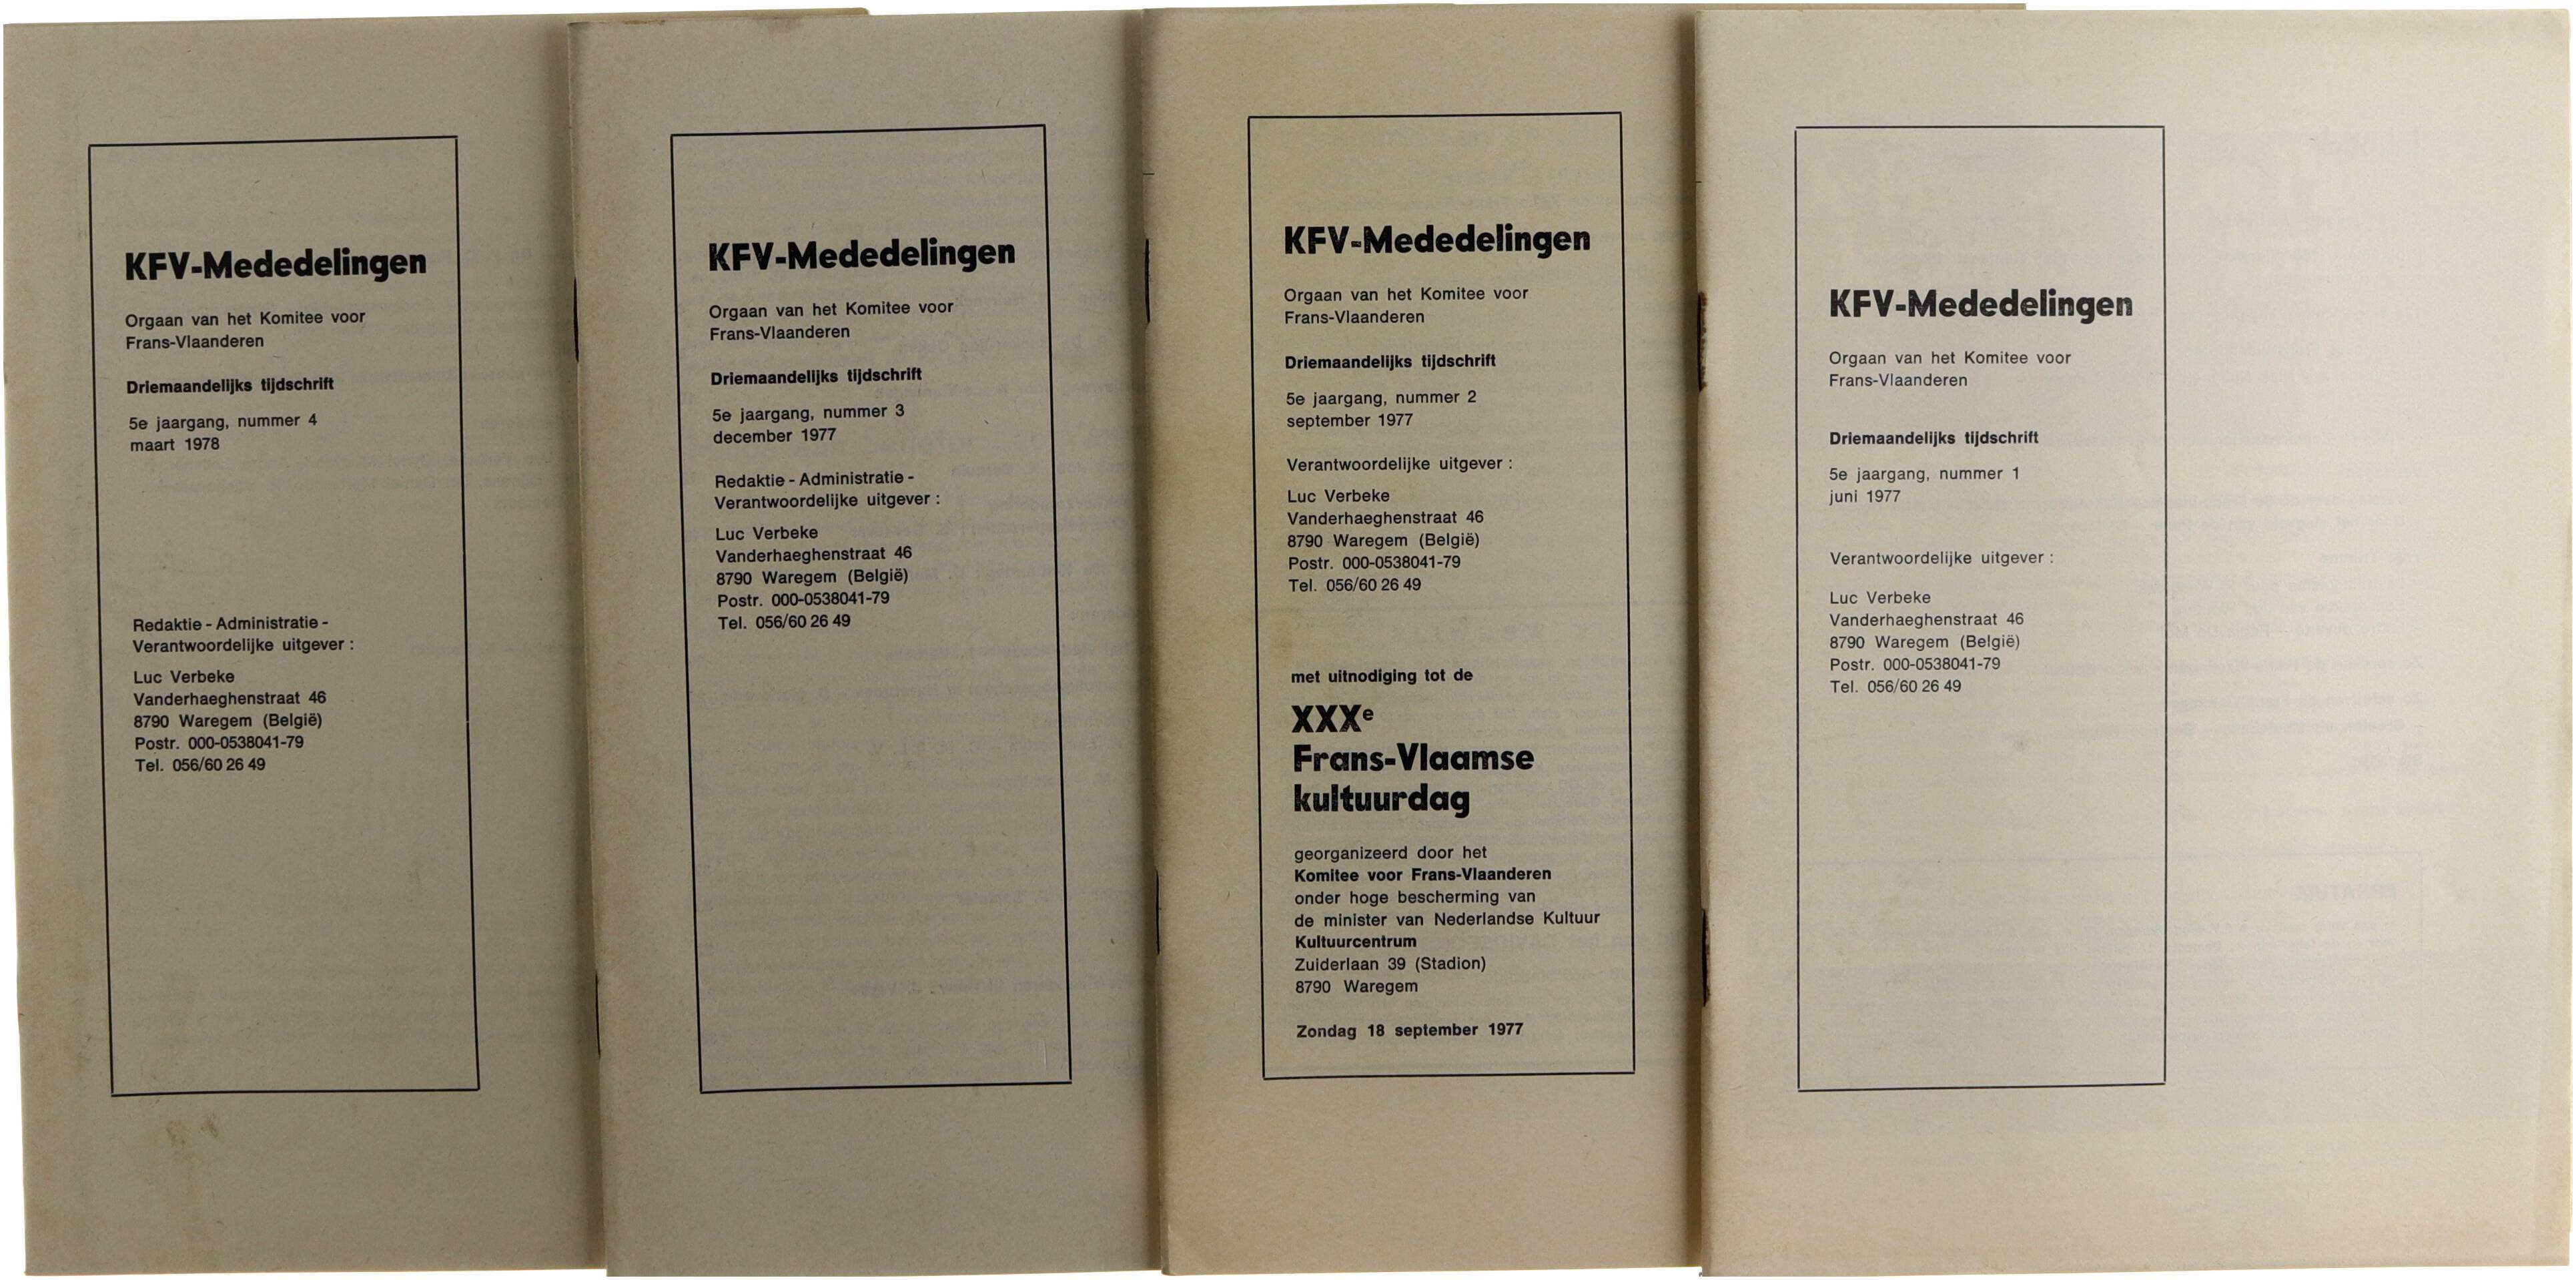 KFV-Mededelingen
Orgaan van het Komitee voor
Frans-Vlaanderen
Driemaandelijks tijdschrift
5e jaargang, nummer 4
maart 1978
Redaktie - Administratie -
Verantwoordelijke uitgever :
Luc Verbeke
Vanderhaeghenstraat 46
8790 Waregem (België)
Postr. 000-0538041-79
Tel. 056/60 26 49
KFV-Mededelingen
Orgaan van het Komitee voor
Frans-Vlaanderen
Driemaandelijks tijdschrift
5e jaargang, nummer 3
december 1977
Redaktie - Administratie -
Verantwoordelijke uitgever :
Luc Verbeke
Vanderhaeghenstraat 46
8790 Waregem (België)
Postr. 000-0538041-79
Tel. 056/60 26 49
KFV-Mededelingen
Orgaan van het Komitee voor
Frans-Vlaanderen
Driemaandelijks tijdschrift
5e jaargang, nummer 2
september 1977
Verantwoordelijke uitgever :
Luc Verbeke
Vanderhaeghenstraat 46
8790 Waregem (België)
Postr. 000-0538041-79
Tel. 056/60 26 49
met uitnodiging tot de
XXXe
Frans-Vlaamse
kultuurdag
georganizeerd door het
Komitee voor Frans-Vlaanderen
onder hoge bescherming van
de minister van Nederlandse Kultuur
Kultuurcentrum
Zuiderlaan 39 (Stadion)
8790 Waregem
Zondag 18 september 1977
KFV-Mededelingen
Orgaan van het Komitee voor
Frans-Vlaanderen
Driemaandelijks tijdschrift
5e jaargang, nummer 1
juni 1977
Verantwoordelijke uitgever :
Luc Verbeke
Vanderhaeghenstraat 46
8790 Waregem (België)
Postr. 000-0538041-79
Tel. 056/60 26 49